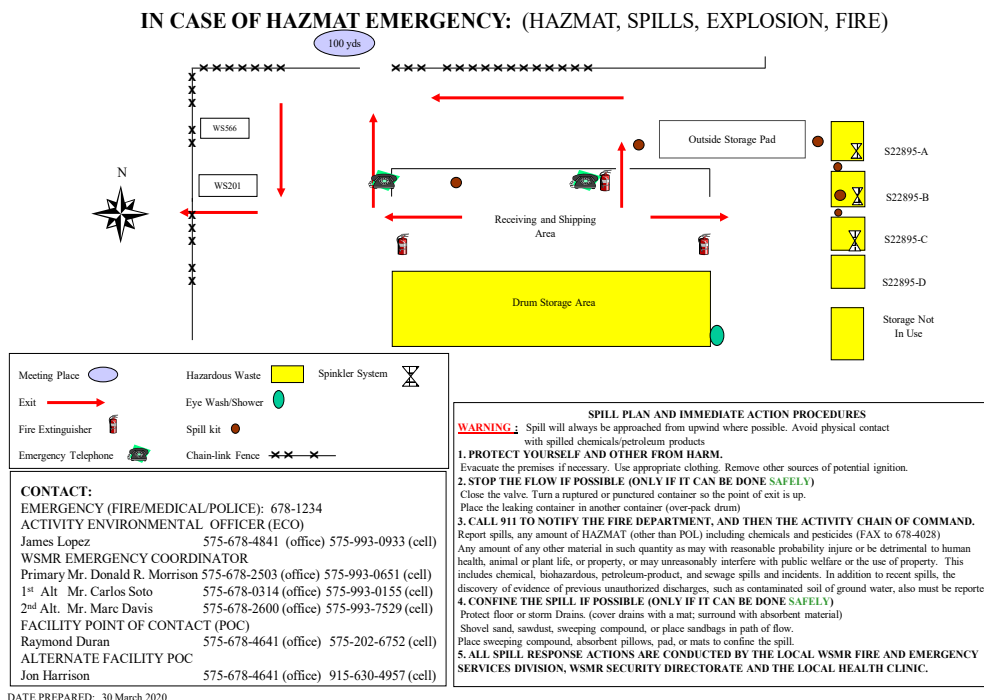 IN CASE OF HAZMAT EMERGENCY: (HAZMAT, SPILLS, EXPLOSION, FIRE)
100 yds
WS566
WS201
N
Outside Storage Pad
S22895-A
S22895-B
S22895-C
S22895-D
Storage Not
In Use
Receiving and Shipping
Area
Drum Storage Area
Meeting Place
Hazardous Waste
Spinkler System
Exit
Eye Wash/Shower
Fire Extinguisher
Spill kit
Emergency Telephone
Chain-link Fence
CONTACT:
EMERGENCY (FIRE/MEDICAL/POLICE): 678-1234
ACTIVITY ENVIRONMENTAL OFFICER (ECO)
James Lopez 575-678-4841 (office) 575-993-0933 (cell)
WSMR EMERGENCY COORDINATOR
Primary Mr. Donald R. Morrison 575-678-2503 (office) 575-993-0651 (cell)
1st Alt Mr. Carlos Soto 575-678-0314 (office) 575-993-0155 (cell)
2nd Alt. Mr. Marc Davis 575-678-2600 (office) 575-993-7529 (cell)
FACILITY POINT OF CONTACT (POC)
Raymond Duran 575-678-4641 (office) 575-202-6752 (cell)
ALTERNATE FACILITY POC
Jon Harrison 575-678-4641 (office) 915-630-4957 (cell)
DATE PREPARED: 30 March 2020
SPILL PLAN AND IMMEDIATE ACTION PROCEDURES
WARNING : Spill will always be approached from upwind where possible. Avoid physical contact
with spilled chemicals/petroleum products
1. PROTECT YOURSELF AND OTHER FROM HARM.
Evacuate the premises if necessary. Use appropriate clothing. Remove other sources of potential ignition.
2. STOP THE FLOW IF POSSIBLE (ONLY IF IT CAN BE DONE SAFELY)
Close the valve. Turn a ruptured or punctured container so the point of exit is up.
Place the leaking container in another container (over-pack drum)
3. CALL 911 TO NOTIFY THE FIRE DEPARTMENT, AND THEN THE ACTIVITY CHAIN OF COMMAND.
Report spills, any amount of HAZMAT (other than POL) including chemicals and pesticides (FAX to 678-4028)
Any amount of any other material in such quantity as may with reasonable probability injure or be detrimental to human
health, animal or plant life, or property, or may unreasonably interfere with public welfare or the use of property. This
includes chemical, biohazardous, petroleum-product, and sewage spills and incidents. In addition to recent spills, the
discovery of evidence of previous unauthorized discharges, such as contaminated soil of ground water, also must be reporte
4. CONFINE THE SPILL IF POSSIBLE (ONLY IF IT CAN BE DONE SAFELY)
Protect floor or storm Drains. (cover drains with a mat; surround with absorbent material)
Shovel sand, sawdust, sweeping compound, or place sandbags in path of flow.
Place sweeping compound, absorbent pillows, pad, or mats to confine the spill.
5. ALL SPILL RESPONSE ACTIONS ARE CONDUCTED BY THE LOCAL WSMR FIRE AND EMERGENCY
SERVICES DIVISION, WSMR SECURITY DIRECTORATE AND THE LOCAL HEALTH CLINIC.